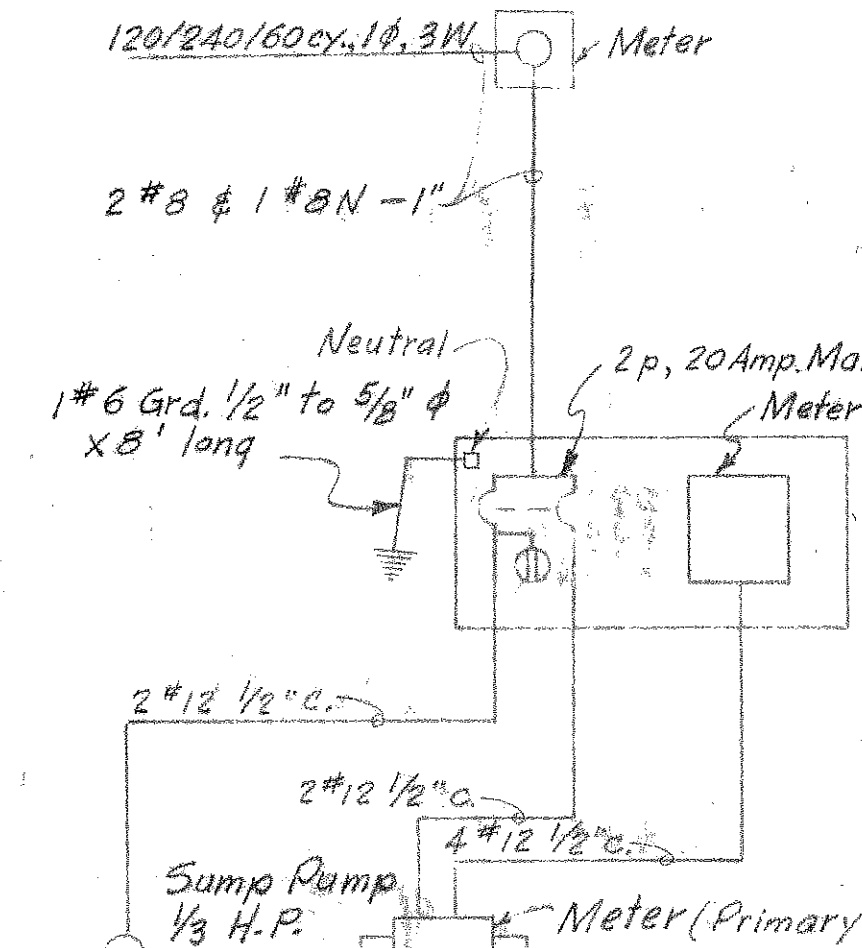 120/240/60cy., 1ϕ, 3W
Meter
2 #8 & 1 #8N - 1"
Neutral
2p, 20 Amp. Ma
1 #6 Grd. 1/2" to 5/8" ϕ
x 8' long
Meter
2 #12 1/2" C.
2 #12 1/2" C.
4 #12 1/2" C.
Sump Pump
1/3 H.P.
Meter (Primary